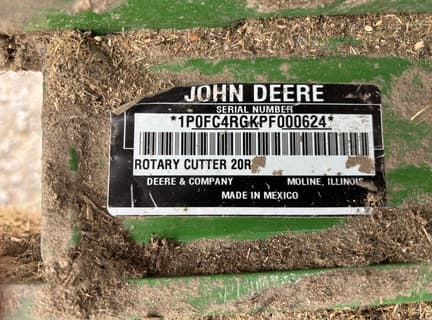 JOHN DEERE
SERIAL NUMBER
*1P0FC4RGKPF000624*
ROTARY CUTTER 20R
DEERE & COMPANY MOLINE, ILLINOIS
MADE IN MEXICO